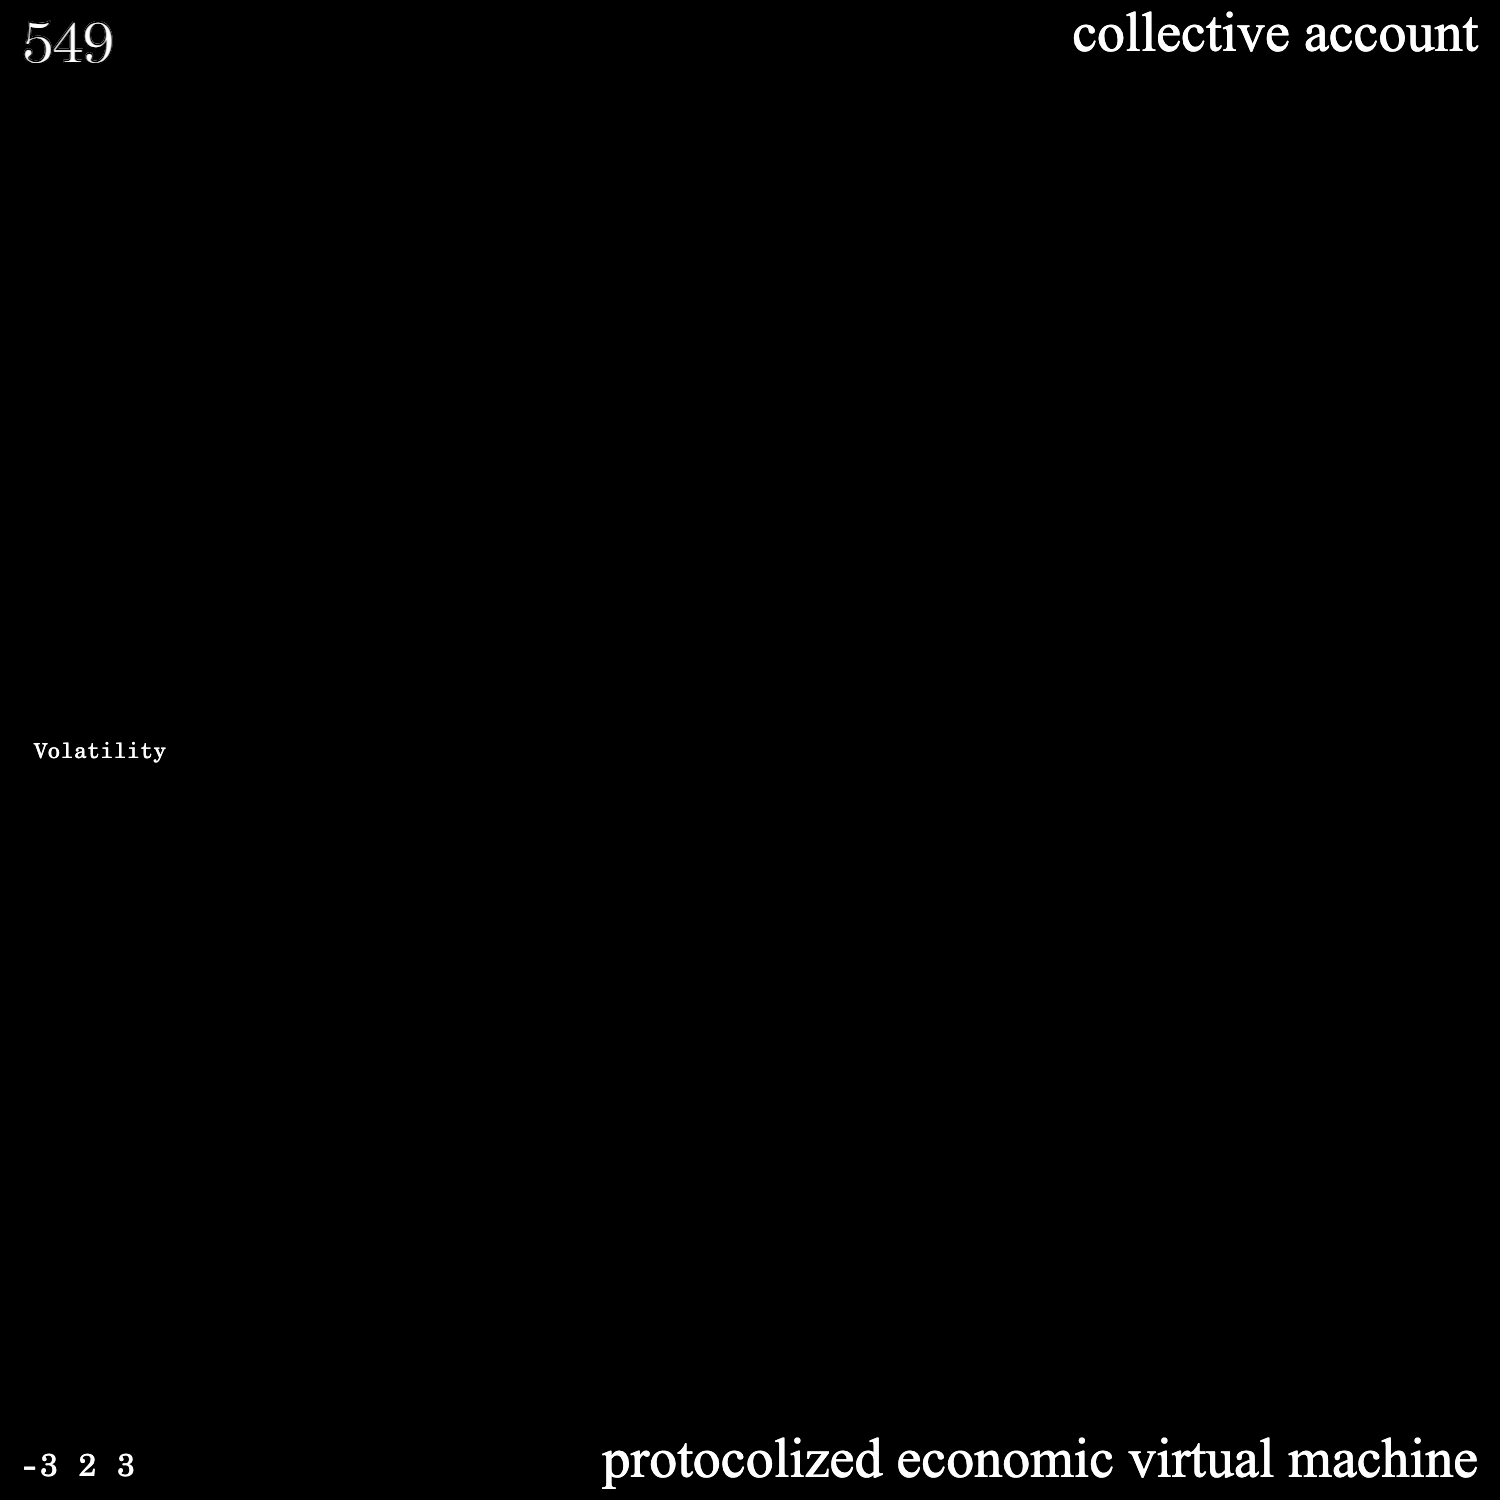 549
collective account
Volatility
-3 2 3
protocolized economic virtual machine